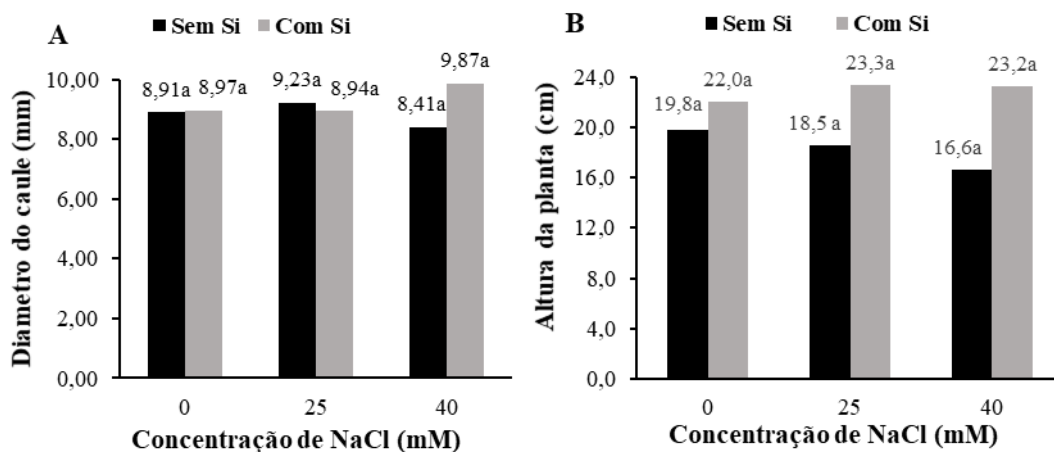 A
Sem Si Com Si
10,00
8,00
6,00
4,00
2,00
0,00
Diametro do caule (mm)
8,91a 8,97a
9,23a 8,94a
8,41a 9,87a
0 25 40
Concentração de NaCl (mM)
B
Sem Si Com Si
24,0
20,0
16,0
12,0
8,0
4,0
0,0
Altura da planta (cm)
19,8a 22,0a
18,5 a 23,3a
16,6a 23,2a
0 25 40
Concentração de NaCl (mM)